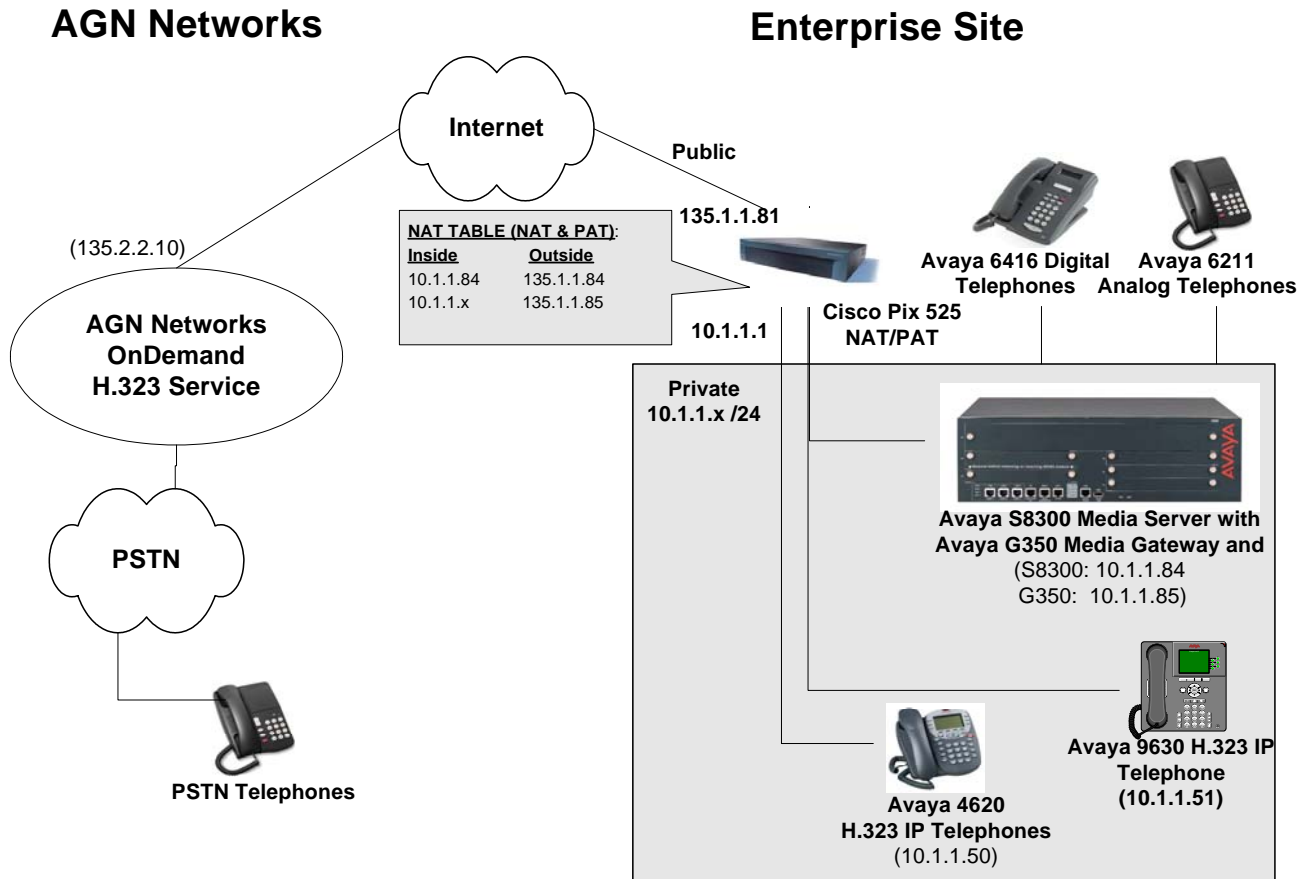 AGN Networks
Enterprise Site
Internet
Public
135.1.1.81
NAT TABLE (NAT & PAT):
Inside Outside
10.1.1.84 135.1.1.84
10.1.1.x 135.1.1.85
(135.2.2.10)
AGN Networks
OnDemand
H.323 Service
10.1.1.1
Cisco Pix 525
NAT/PAT
Avaya 6416 Digital
Telephones
Avaya 6211
Analog Telephones
Private
10.1.1.x /24
AVAYA
Avaya S8300 Media Server with
Avaya G350 Media Gateway and
(S8300: 10.1.1.84
G350: 10.1.1.85)
PSTN
PSTN Telephones
Avaya 4620
H.323 IP Telephones
(10.1.1.50)
Avaya 9630 H.323 IP
Telephone
(10.1.1.51)